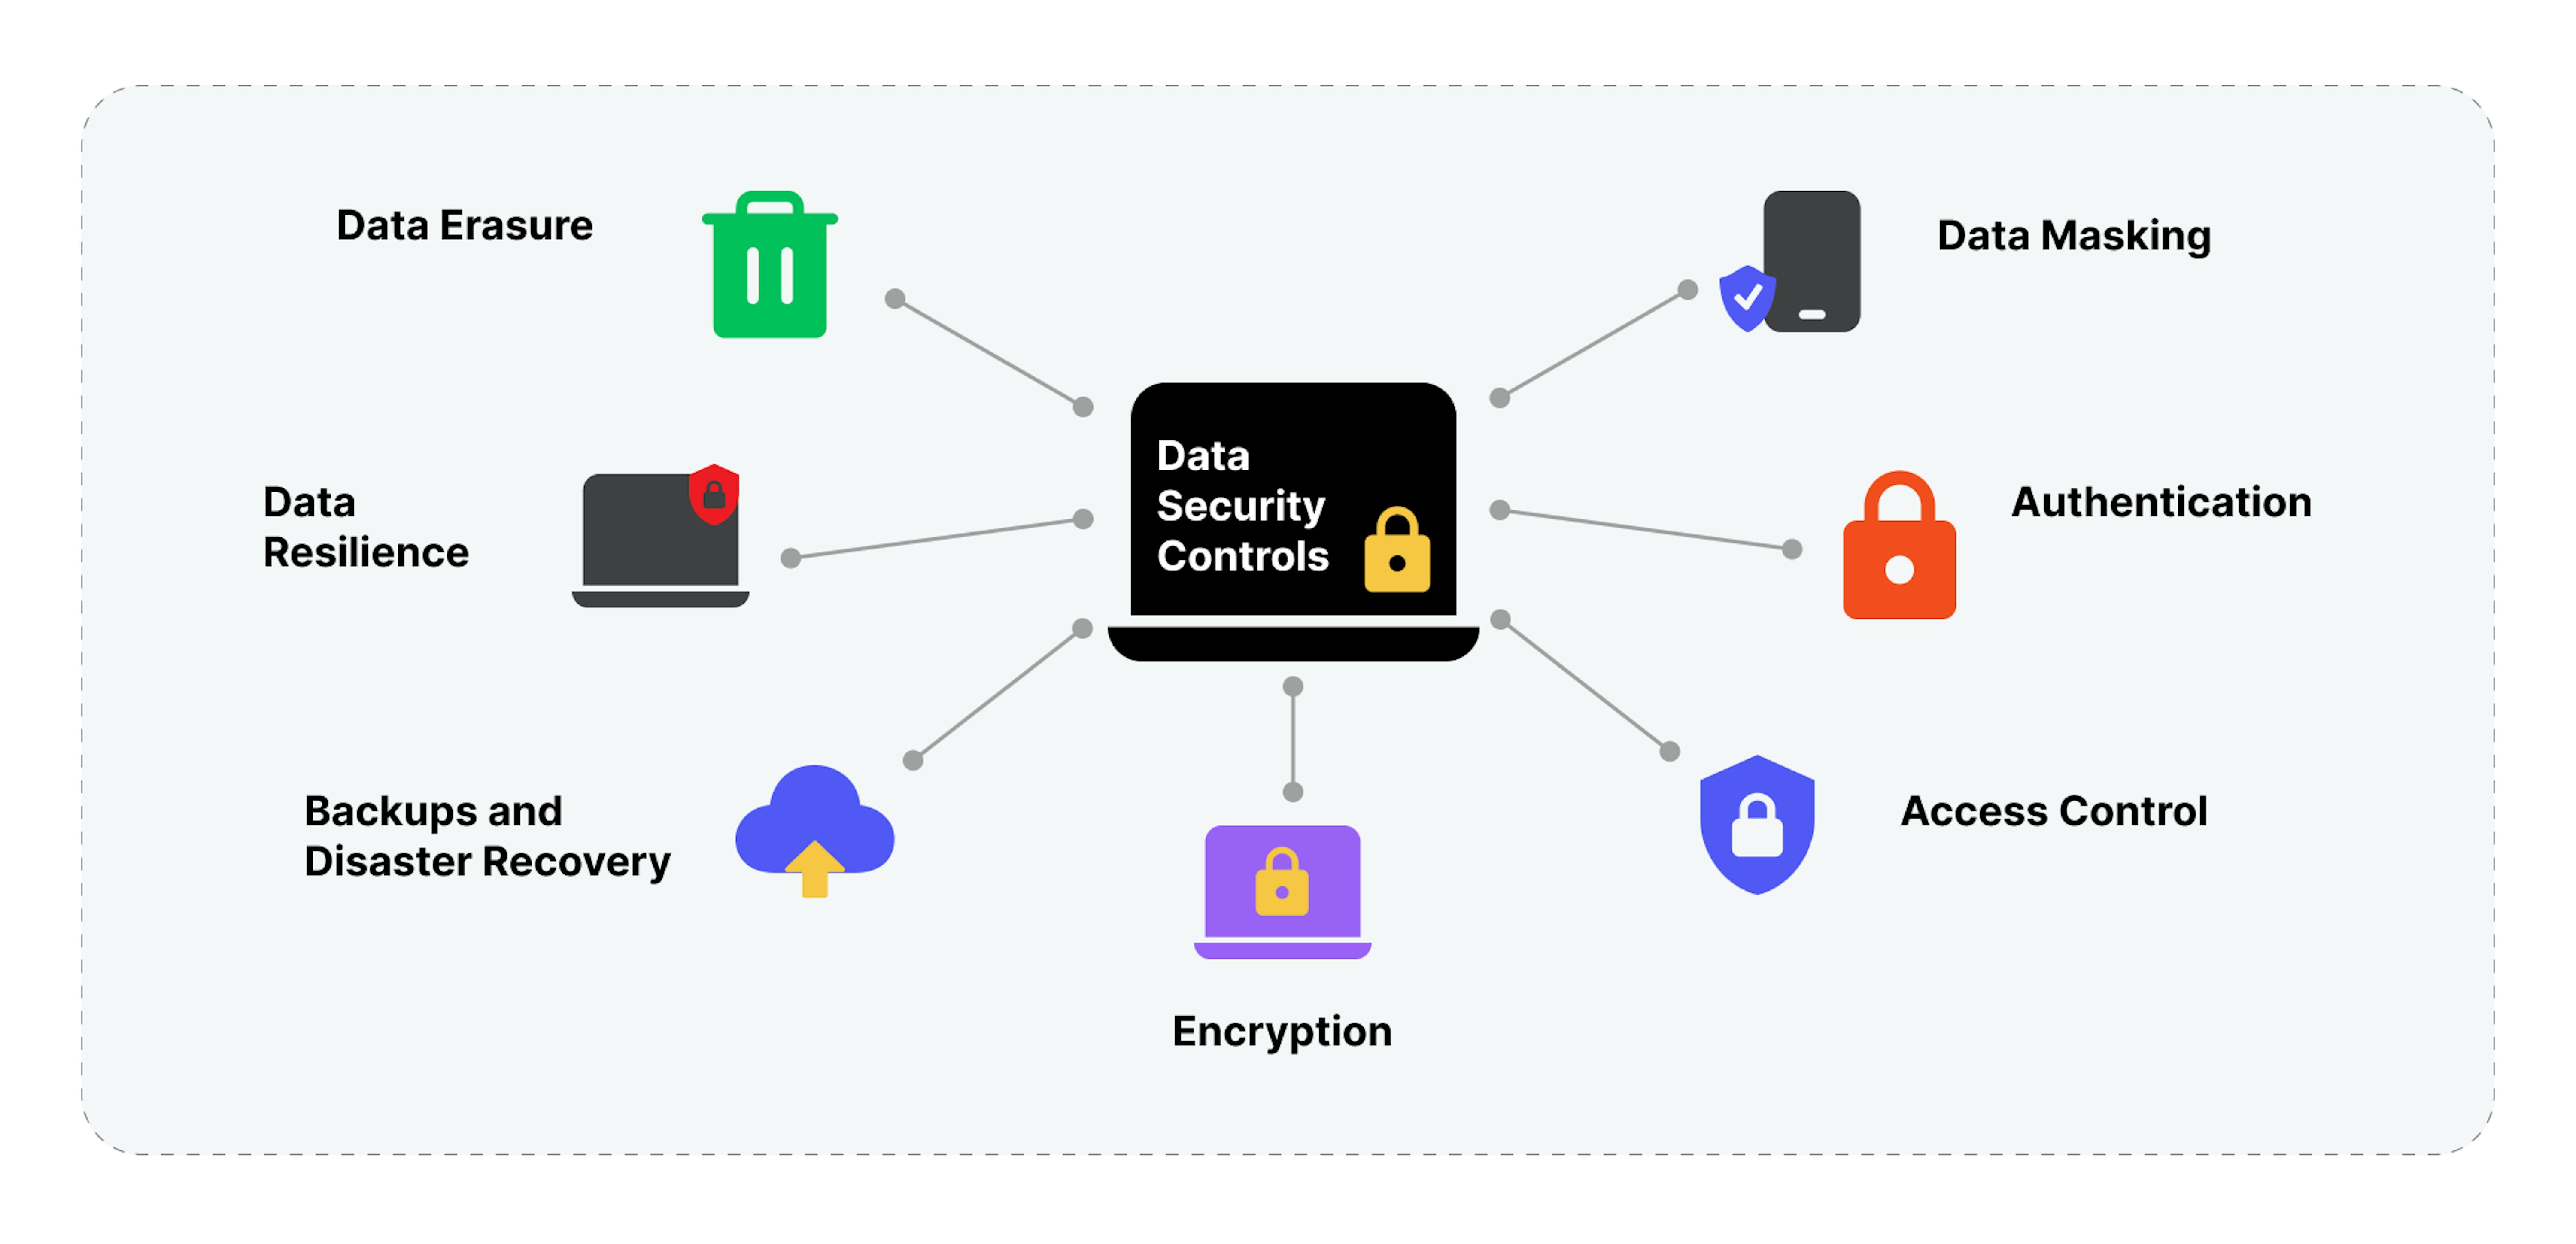 Data Erasure
Data Masking
Data
Security
Controls
Data
Resilience
Authentication
Backups and
Disaster Recovery
Access Control
Encryption